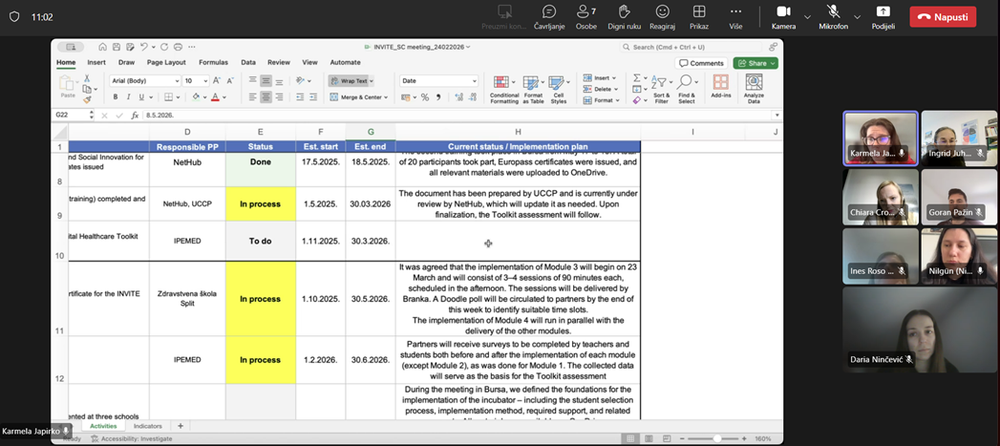 11:02
Preuzmi kon...
Čavrljanje
7
Osobe
Digni ruku
Reagiraj
Prikaz
Više
Kamera
Mikrofon
Podijeli
Napusti
INVITE_SC meeting_24022026
Search (Cmd + Ctrl + U)
Home Insert Draw Page Layout Formulas Data Review View Automate
Comments Share
Paste
Arial (Body) 10
Wrap Text
Merge & Center
Date
Conditional Formatting
Format as Table
Cell Styles
Insert
Delete
Format
Sort & Filter
Find & Select
Add-ins
Analyze Data
G22 fx 8.5.2026.
D E F G H I J
1 Responsible PP Status Est. start Est. end Current status / Implementation plan
nd Social Innovation for
NetHub Done 17.5.2025. 18.5.2025.
of 20 participants took part, Europass certificates were issued, and
all relevant materials were uploaded to OneDrive.
8
training) completed and
NetHub, UCCP In process 1.5.2025. 30.03.2026
The document has been prepared by UCCP and is currently under
review by NetHub, which will update it as needed. Upon
finalization, the Toolkit assessment will follow.
9
ital Healthcare Toolkit
IPEMED To do 1.11.2025. 30.3.2026.
10
rtificate for the INVITE
Zdravstvena škola
Split
In process 1.10.2025. 30.5.2026.
It was agreed that the implementation of Module 3 will begin on 23
March and will consist of 3–4 sessions of 90 minutes each,
scheduled in the afternoon. The sessions will be delivered by
Branka. A Doodle poll will be circulated to partners by the end of
this week to identify suitable time slots.
The implementation of Module 4 will run in parallel with the
delivery of the other modules.
11
IPEMED In process 1.2.2026. 30.6.2026.
Partners will receive surveys to be completed by teachers and
students both before and after the implementation of each module
(except Module 2), as was done for Module 1. The collected data
will serve as the basis for the Toolkit assessment
12
During the meeting in Bursa, we defined the foundations for the
implementation of the incubator – including the student selection
process, implementation method, required support, and related
ented at three schools
Activities Indicators +
Ready Accessibility: Investigate
160%
Karmela Japirko
Karmela Ja...
Ingrid Juh...
Chiara Cro...
Goran Pažin
Ines Roso ...
Nilgün (Ni...
Daria Ninčević